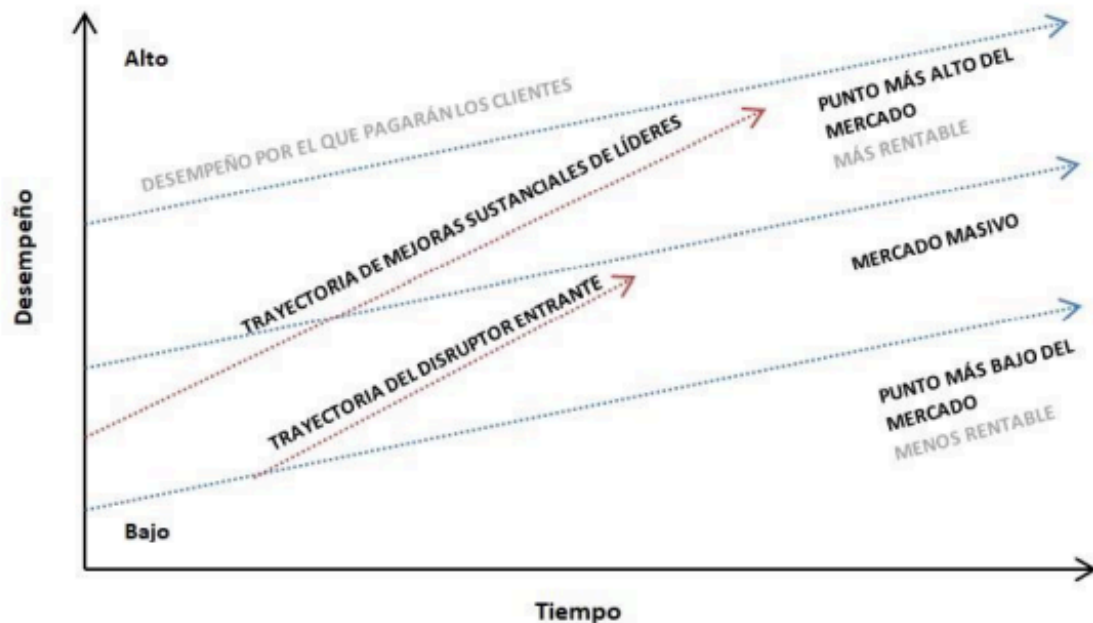 Alto
DESEMPEÑO POR EL QUE PAGARÁN LOS CLIENTES
PUNTO MÁS ALTO DEL
MERCADO
MÁS RENTABLE
TRAYECTORIA DE MEJORAS SUSTANCIALES DE LÍDERES
MERCADO MASIVO
TRAYECTORIA DEL DISRUPTOR ENTRANTE
PUNTO MÁS BAJO DEL
MERCADO
MENOS RENTABLE
Desempeño
Bajo
Tiempo